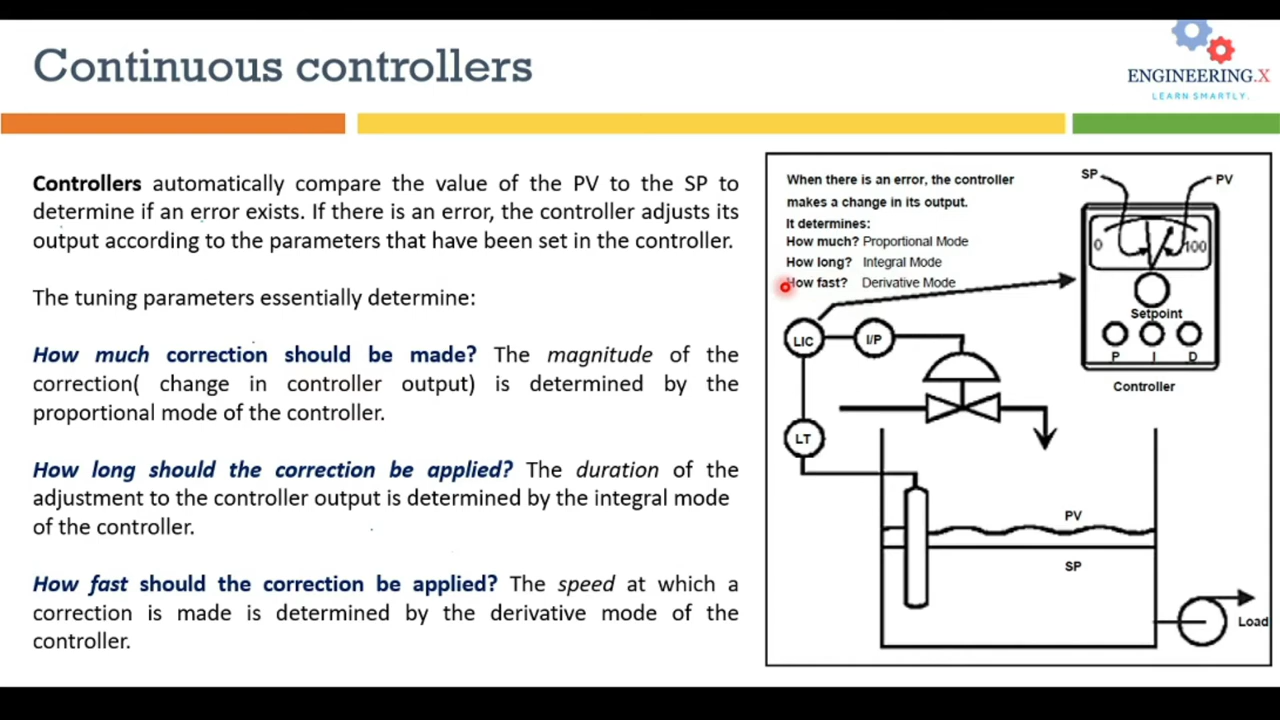 Continuous controllers
ENGINEERING.X
LEARN SMARTLY.
Controllers automatically compare the value of the PV to the SP to
determine if an error exists. If there is an error, the controller adjusts its
output according to the parameters that have been set in the controller.
The tuning parameters essentially determine:
How much correction should be made? The magnitude of the
correction( change in controller output) is determined by the
proportional mode of the controller.
How long should the correction be applied? The duration of the
adjustment to the controller output is determined by the integral mode
of the controller.
How fast should the correction be applied? The speed at which a
correction is made is determined by the derivative mode of the
controller.
When there is an error, the controller
makes a change in its output.
It determines:
How much? Proportional Mode
How long? Integral Mode
How fast? Derivative Mode
SP
PV
0
100
Setpoint
P I D
Controller
LIC
I/P
LT
PV
SP
Load